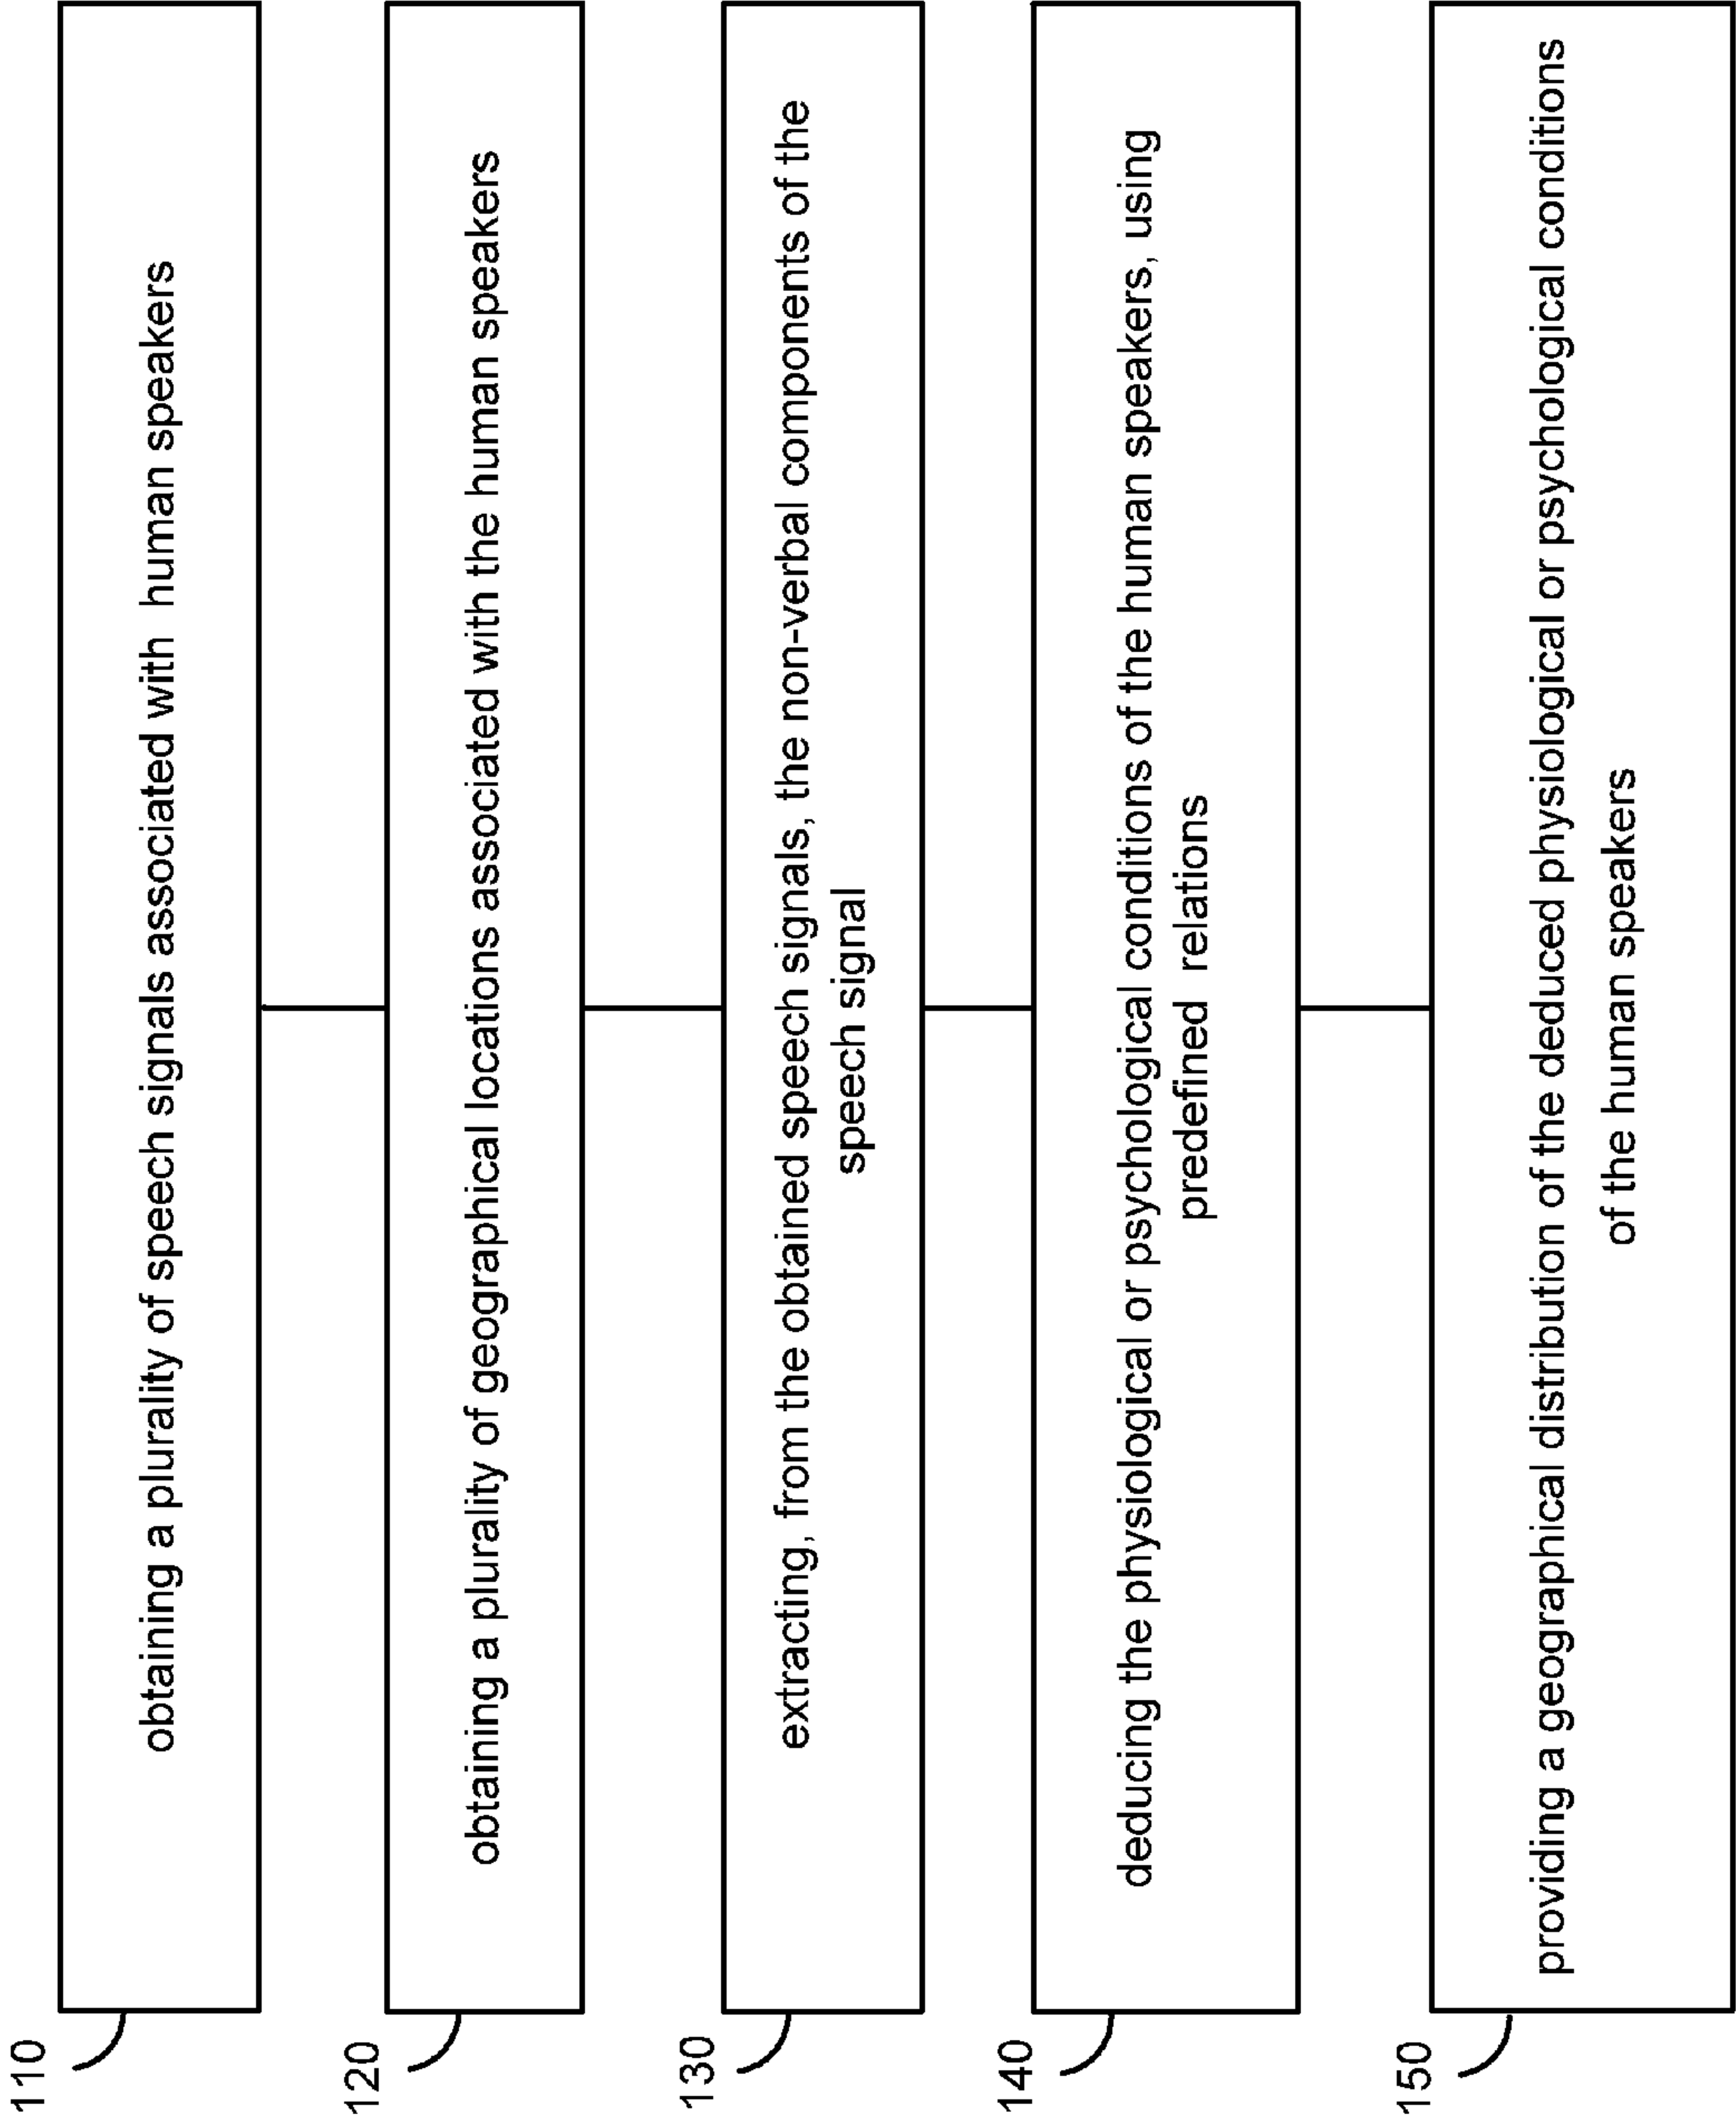 110
obtaining a plurality of speech signals associated with human speakers
120
obtaining a plurality of geographical locations associated with the human speakers
130
extracting, from the obtained speech signals, the non-verbal components of the
speech signal
140
deducing the physiological or psychological conditions of the human speakers, using
predefined relations
150
providing a geographical distribution of the deduced physiological or psychological conditions
of the human speakers